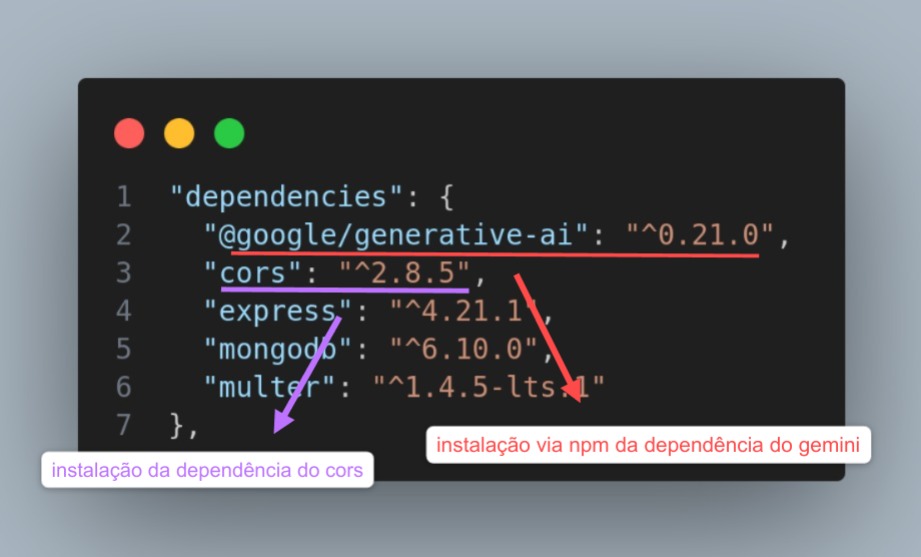 1 "dependencies": {
2 "@google/generative-ai": "^0.21.0",
3 "cors": "^2.8.5",
4 "express": "^4.21.1",
5 "mongodb": "^6.10.0",
6 "multer": "^1.4.5-lts.1"
7 },
instalação via npm da dependência do gemini
instalação da dependência do cors